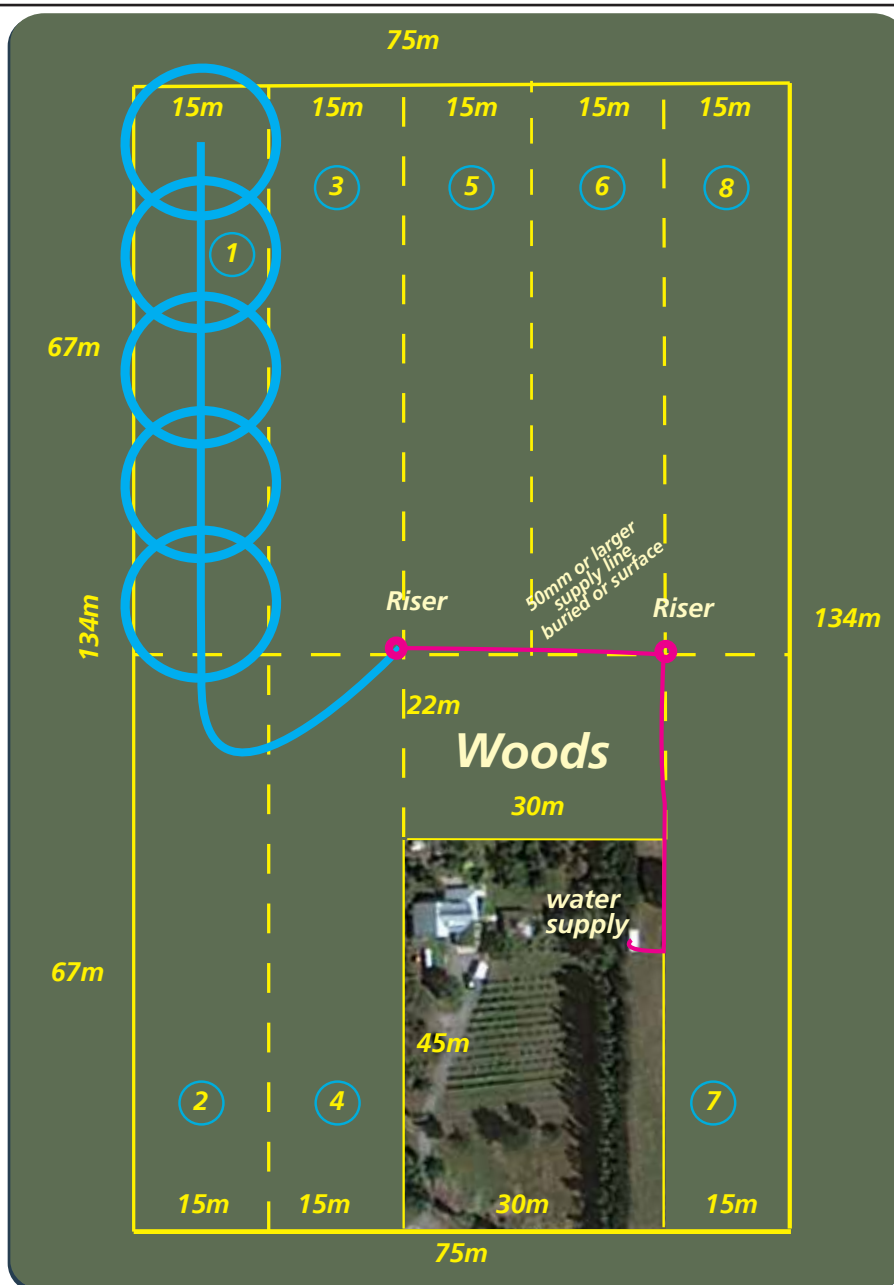 75m
15m
15m
15m
15m
15m
3
5
6
8
1
67m
134m
50mm or larger
supply line
buried or surface
Riser
Riser
134m
22m
Woods
30m
water
supply
67m
45m
2
4
7
15m
15m
30m
15m
75m